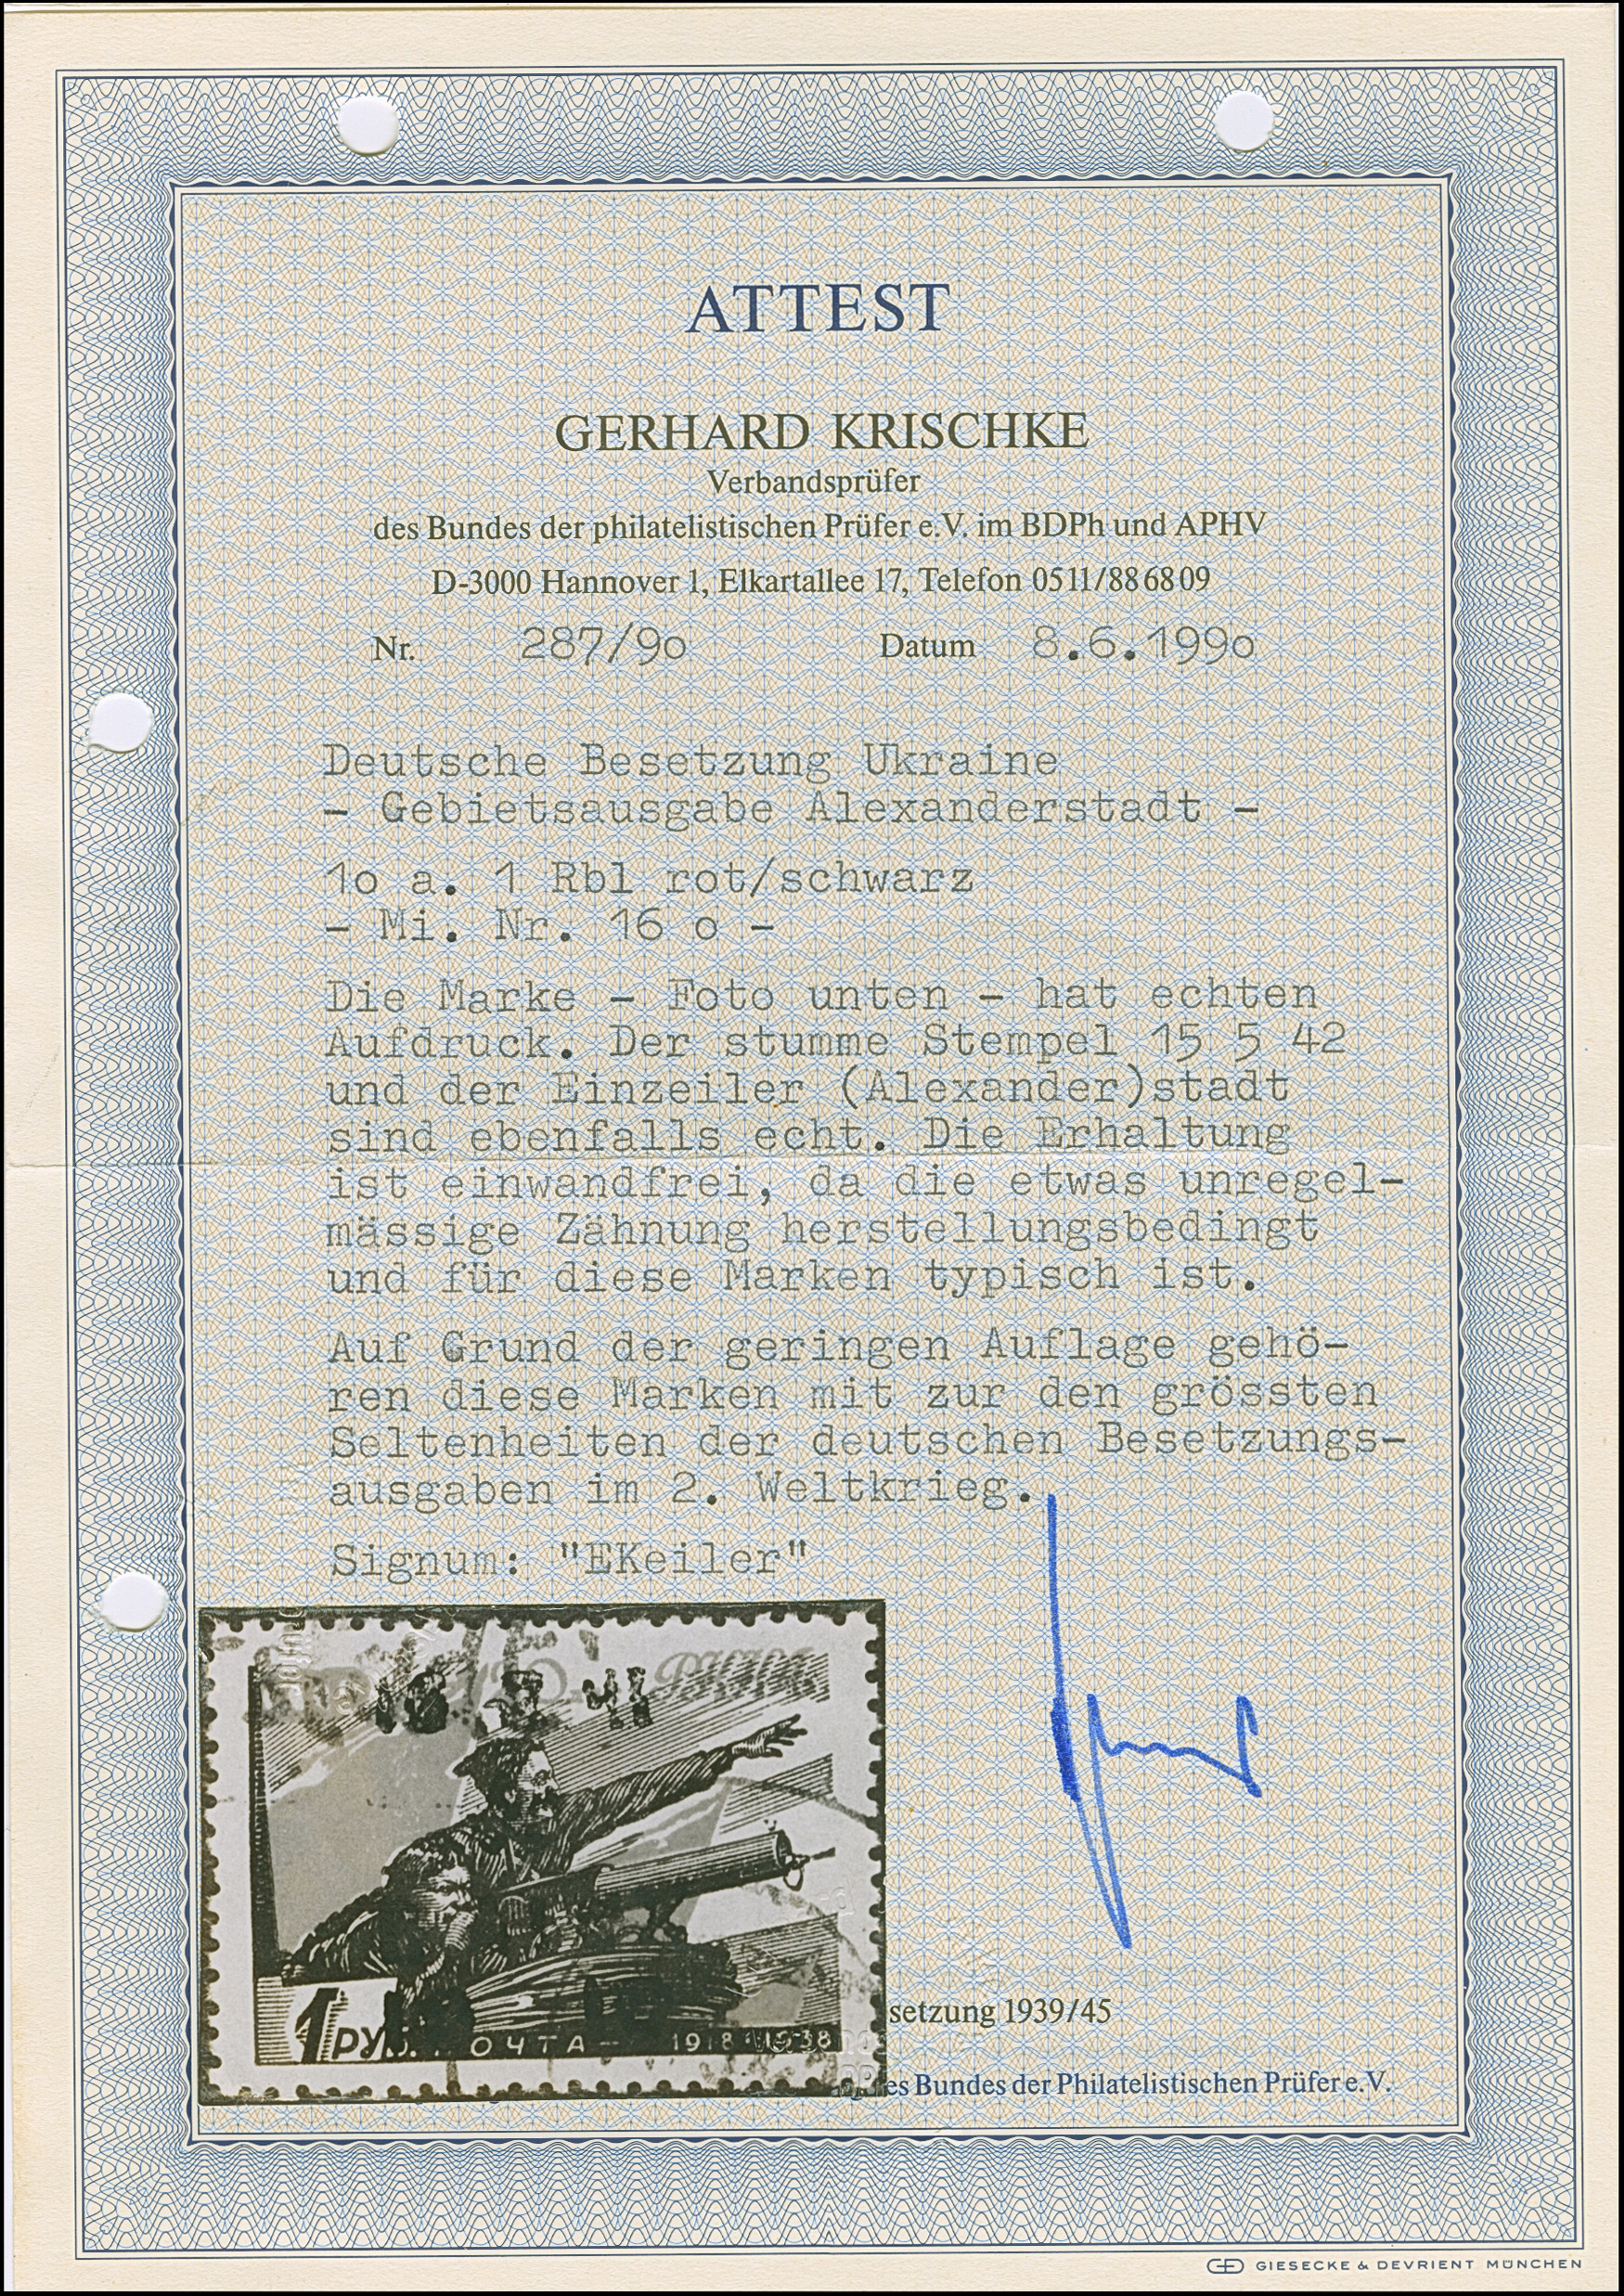 ATTEST
GERHARD KRISCHKE
Verbandsprüfer
des Bundes der philatelistischen Prüfer e.V. im BDPh und APHV
D-3000 Hannover 1, Elkartallee 17, Telefon 0511/886809
Nr. 287/9o Datum 8.6.199o
Deutsche Besetzung Ukraine
- Gebietsausgabe Alexanderstadt -
1o a. 1 Rbl rot/schwarz
- Mi. Nr. 16 o -
Die Marke - Foto unten - hat echten
Aufdruck. Der stumme Stempel 15 5 42
und der Einzeiler (Alexander)stadt
sind ebenfalls echt. Die Erhaltung
ist einwandfrei, da die etwas unregel-
mässige Zähnung herstellungsbedingt
und für diese Marken typisch ist.
Auf Grund der geringen Auflage gehö-
ren diese Marken mit zur den grössten
Seltenheiten der deutschen Besetzungs-
ausgaben im 2. Weltkrieg.
Signum: "EKeiler"
1 РУ
ОЧТА - 1918 1938
setzung 1939/45
es Bundes der Philatelistischen Prüfer e.V.
GD GIESECKE & DEVRIENT MÜNCHEN